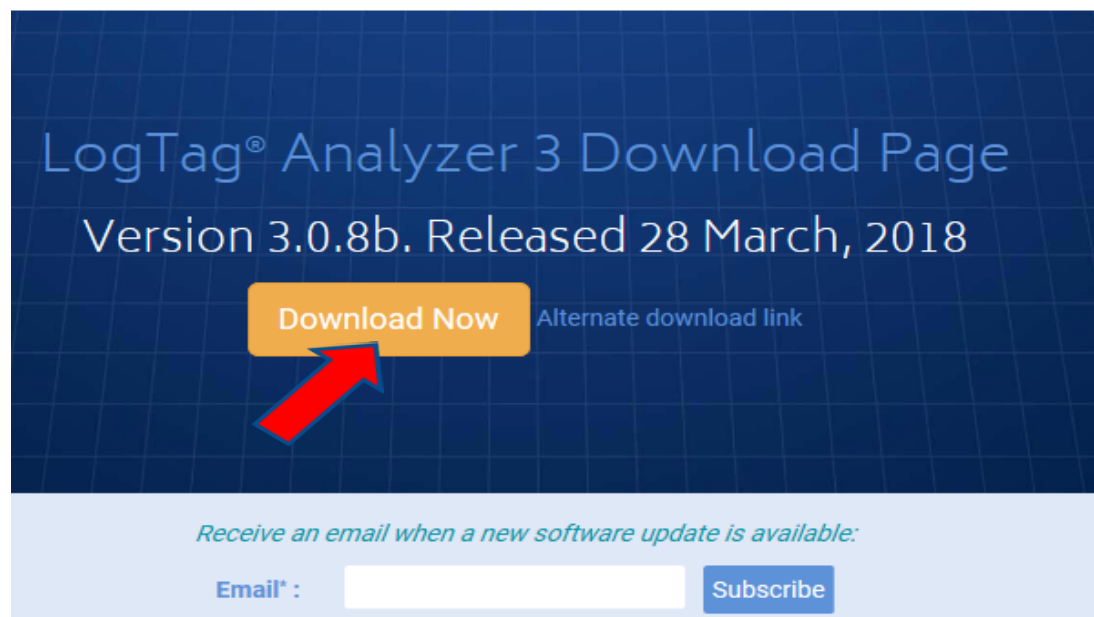 LogTag® Analyzer 3 Download Page
Version 3.0.8b. Released 28 March, 2018
Download Now Alternate download link
Receive an email when a new software update is available:
Email* : Subscribe